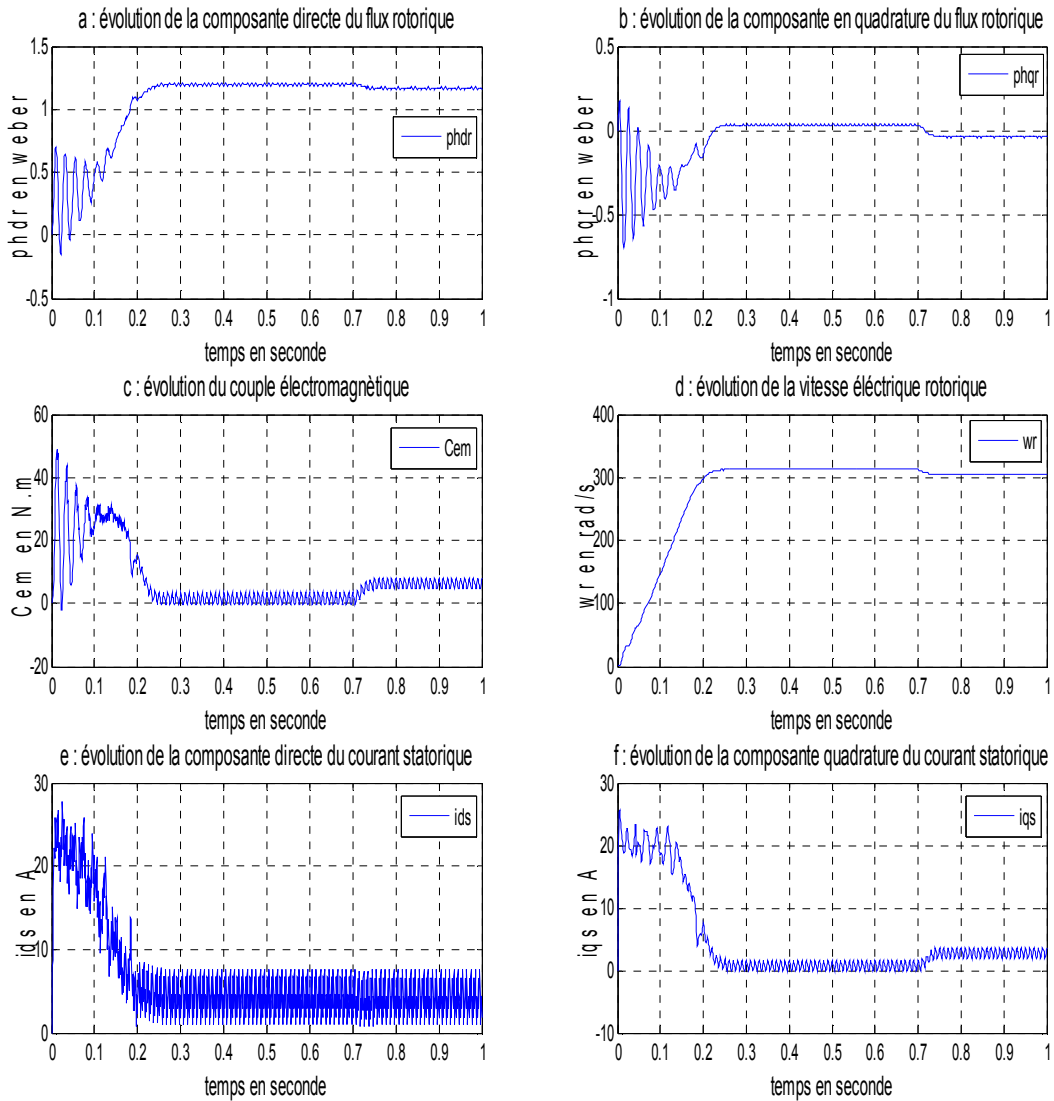 a : évolution de la composante directe du flux rotorique
1.5
1
0.5
0
-0.5
phdr en weber
phdr
0 0.1 0.2 0.3 0.4 0.5 0.6 0.7 0.8 0.9 1
temps en seconde
b : évolution de la composante en quadrature du flux rotorique
0.5
0
-0.5
-1
phqr en weber
phqr
0 0.1 0.2 0.3 0.4 0.5 0.6 0.7 0.8 0.9 1
temps en seconde
c : évolution du couple électromagnètique
60
40
20
0
-20
Cem en N.m
Cem
0 0.1 0.2 0.3 0.4 0.5 0.6 0.7 0.8 0.9 1
temps en seconde
d : évolution de la vitesse éléctrique rotorique
400
300
200
100
0
wr en rad/s
wr
0 0.1 0.2 0.3 0.4 0.5 0.6 0.7 0.8 0.9 1
temps en seconde
e : évolution de la composante directe du courant statorique
30
20
10
0
ids en A
ids
0 0.1 0.2 0.3 0.4 0.5 0.6 0.7 0.8 0.9 1
temps en seconde
f : évolution de la composante quadrature du courant statorique
30
20
10
0
-10
iqs en A
iqs
0 0.1 0.2 0.3 0.4 0.5 0.6 0.7 0.8 0.9 1
temps en seconde